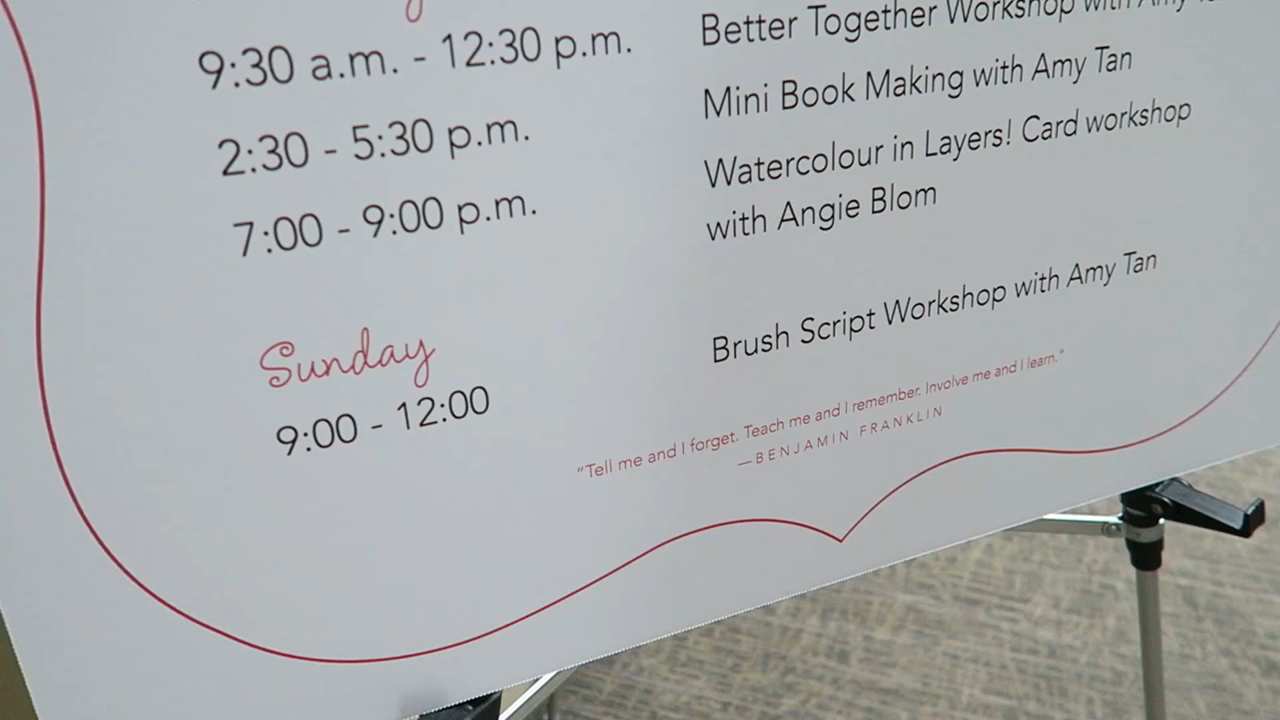 9:30 a.m. - 12:30 p.m. Better Together Workshop with Amy
2:30 - 5:30 p.m. Mini Book Making with Amy Tan
7:00 - 9:00 p.m. Watercolour in Layers! Card workshop
with Angie Blom
Sunday
9:00 - 12:00 Brush Script Workshop with Amy Tan
“Tell me and I forget. Teach me and I remember. Involve me and I learn.”
—BENJAMIN FRANKLIN